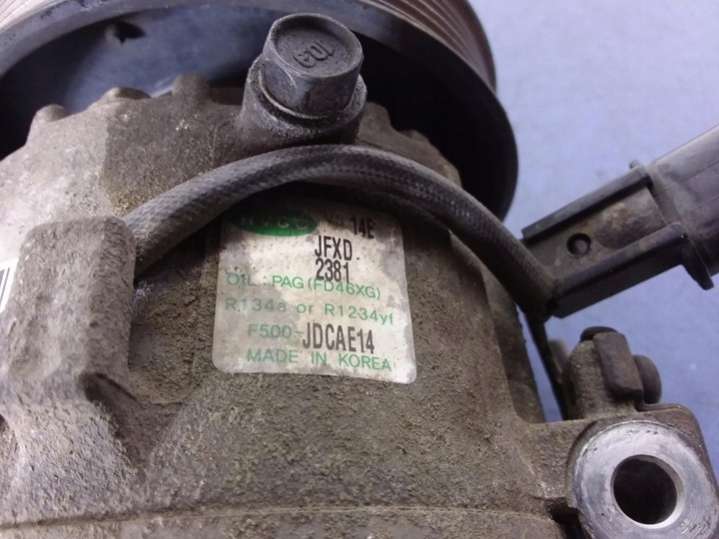 14E
JFXD
2381
OIL : PAG (FD46XG)
R134a or R1234yf
F500-JDCAE14
MADE IN KOREA